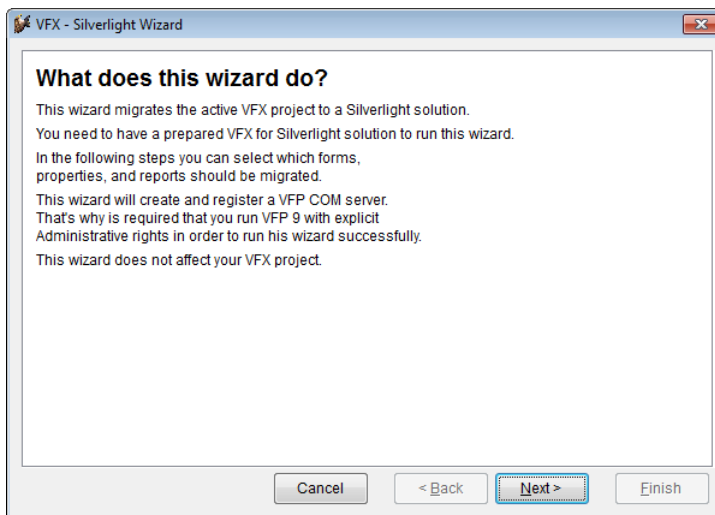 VFX - Silverlight Wizard
What does this wizard do?
This wizard migrates the active VFX project to a Silverlight solution.
You need to have a prepared VFX for Silverlight solution to run this wizard.
In the following steps you can select which forms,
properties, and reports should be migrated.
This wizard will create and register a VFP COM server.
That's why is required that you run VFP 9 with explicit
Administrative rights in order to run his wizard successfully.
This wizard does not affect your VFX project.
Cancel
< Back
Next >
Finish